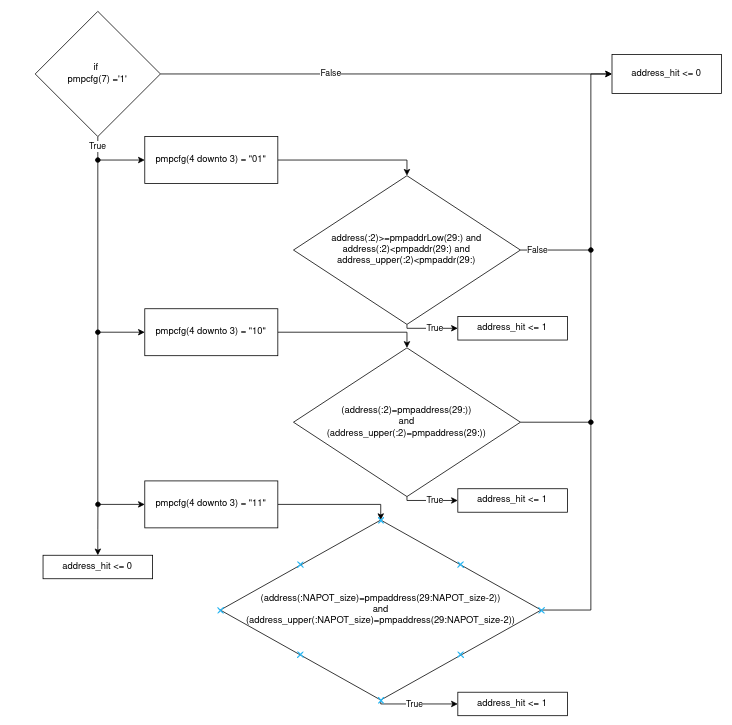 if
pmpcfg(7) ='1'
False
address_hit <= 0
True
pmpcfg(4 downto 3) = "01"
address(:2)>=pmpaddrLow(29:) and
address(:2)<pmpaddr(29:) and
address_upper(:2)<pmpaddr(29:)
False
True
address_hit <= 1
pmpcfg(4 downto 3) = "10"
(address(:2)=pmpaddress(29:))
and
(address_upper(:2)=pmpaddress(29:))
True
address_hit <= 1
pmpcfg(4 downto 3) = "11"
address_hit <= 0
(address(:NAPOT_size)=pmpaddress(29:NAPOT_size-2))
and
(address_upper(:NAPOT_size)=pmpaddress(29:NAPOT_size-2))
True
address_hit <= 1